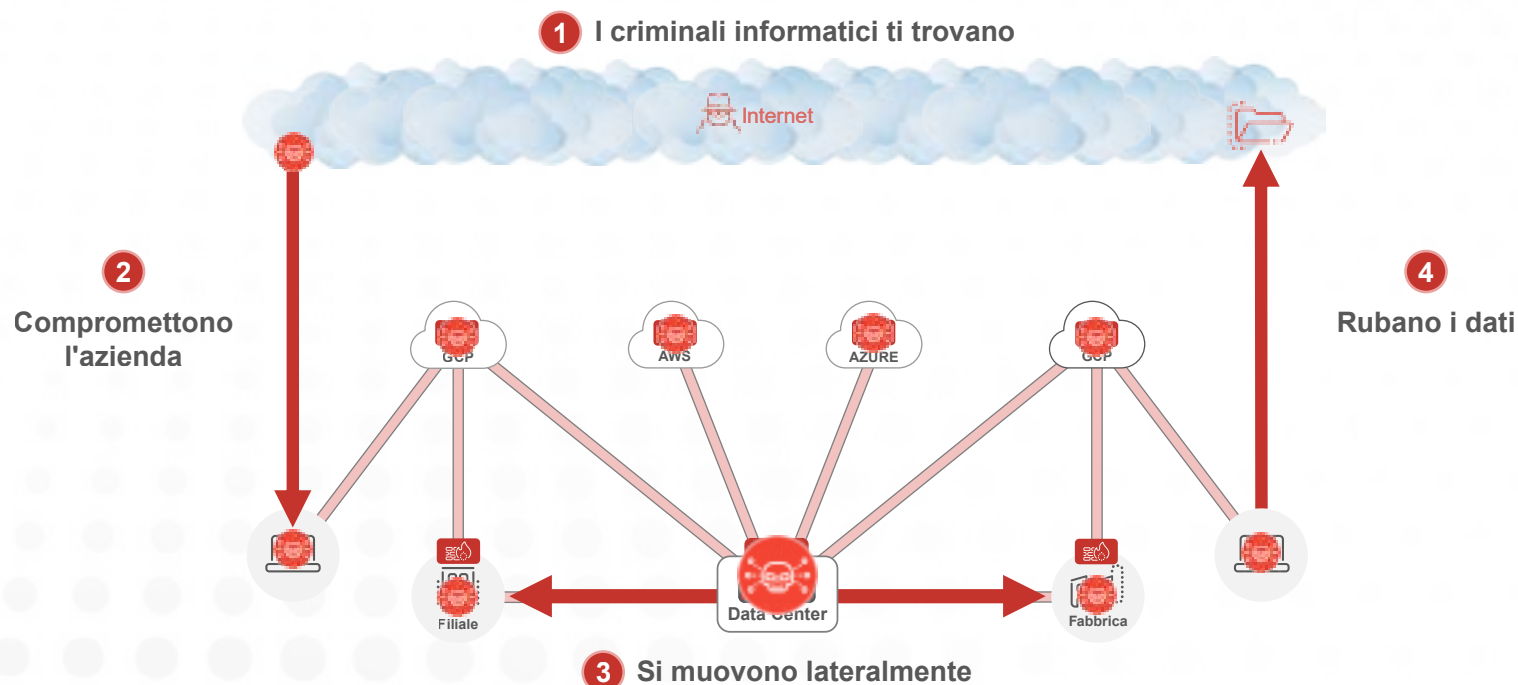 1 I criminali informatici ti trovano
Internet
2
Compromettono
l'azienda
4
Rubano i dati
GCP
AWS
AZURE
GCP
Filiale
Data Center
Fabbrica
3 Si muovono lateralmente